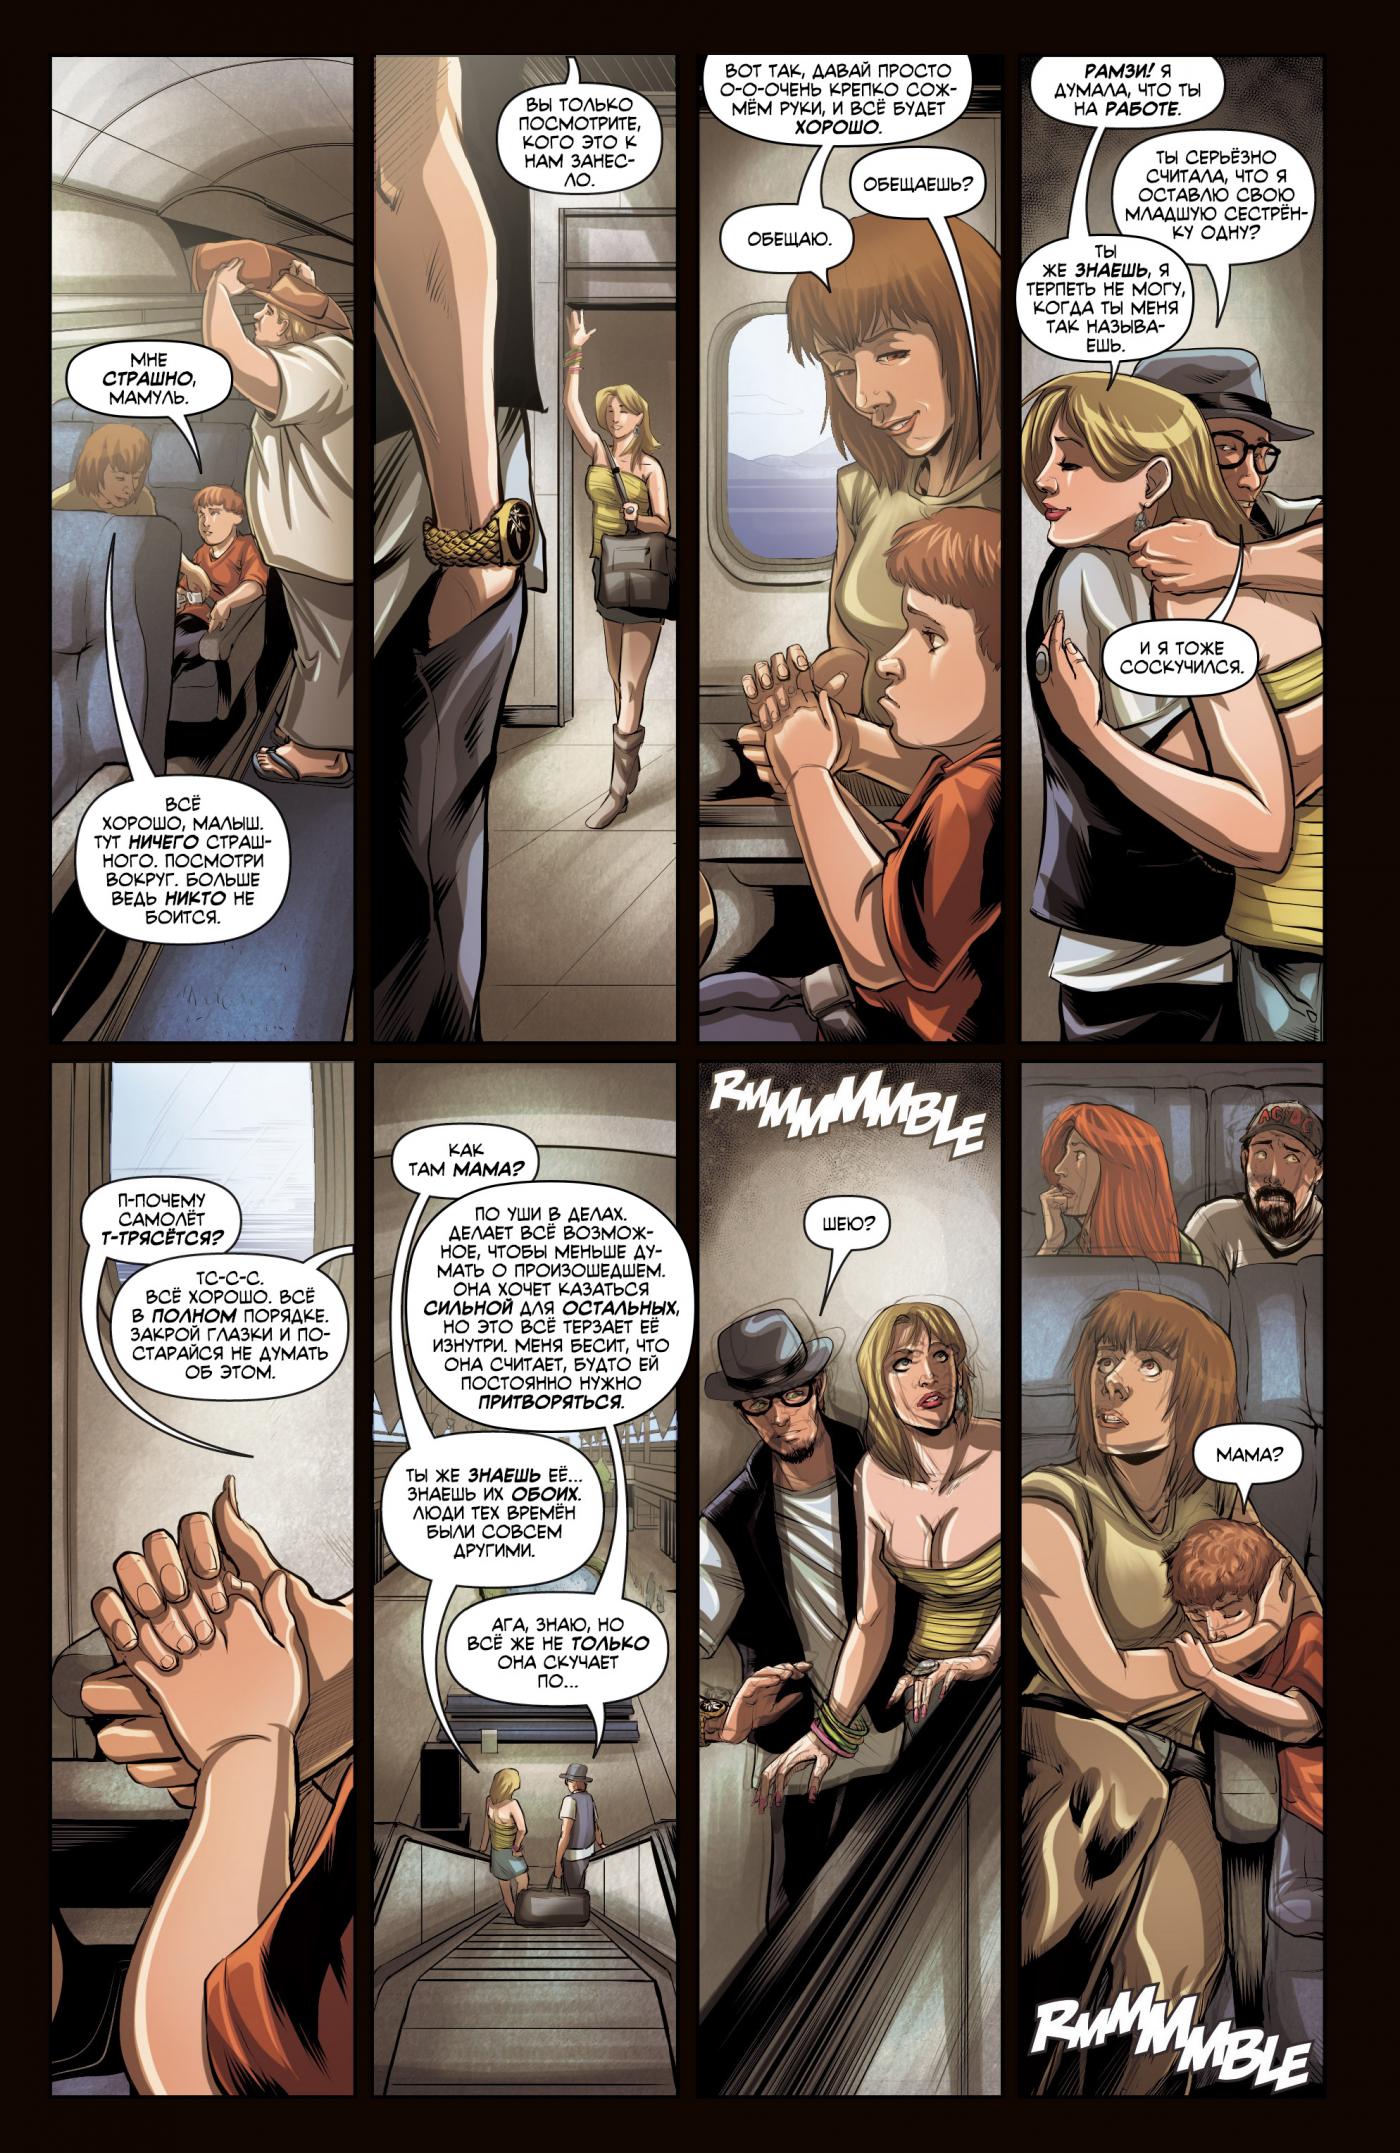 МНЕ
СТРАШНО,
МАМУЛЬ.
ВСЁ
ХОРОШО, МАЛЫШ.
ТУТ НИЧЕГО СТРАШ-
НОГО. ПОСМОТРИ
ВОКРУГ. БОЛЬШЕ
ВЕДЬ НИКТО НЕ
БОИТСЯ.
ВЫ ТОЛЬКО
ПОСМОТРИТЕ,
КОГО ЭТО К
НАМ ЗАНЕС-
ЛО.
ВОТ ТАК, ДАВАЙ ПРОСТО
О-О-ОЧЕНЬ КРЕПКО СОЖ-
МЁМ РУКИ, И ВСЁ БУДЕТ
ХОРОШО.
ОБЕЩАЕШЬ?
ОБЕЩАЮ.
РАМЗИ! Я
ДУМАЛА, ЧТО ТЫ
НА РАБОТЕ.
ТЫ СЕРЬЁЗНО
СЧИТАЛА, ЧТО Я
ОСТАВЛЮ СВОЮ
МЛАДШУЮ СЕСТРЁН-
КУ ОДНУ?
ТЫ
ЖЕ ЗНАЕШЬ, Я
ТЕРПЕТЬ НЕ МОГУ,
КОГДА ТЫ МЕНЯ
ТАК НАЗЫВА-
ЕШЬ.
И Я ТОЖЕ
СОСКУЧИЛСЯ.
П-ПОЧЕМУ
САМОЛЁТ
Т-ТРЯСЁТСЯ?
ТС-С-С.
ВСЁ ХОРОШО. ВСЁ
В ПОЛНОМ ПОРЯДКЕ.
ЗАКРОЙ ГЛАЗКИ И ПО-
СТАРАЙСЯ НЕ ДУМАТЬ
ОБ ЭТОМ.
КАК
ТАМ МАМА?
ПО УШИ В ДЕЛАХ.
ДЕЛАЕТ ВСЁ ВОЗМОЖ-
НОЕ, ЧТОБЫ МЕНЬШЕ ДУ-
МАТЬ О ПРОИЗОШЕДШЕМ.
ОНА ХОЧЕТ КАЗАТЬСЯ
СИЛЬНОЙ ДЛЯ ОСТАЛЬНЫХ,
НО ЭТО ВСЁ ТЕРЗАЕТ ЕЁ
ИЗНУТРИ. МЕНЯ БЕСИТ, ЧТО
ОНА СЧИТАЕТ, БУДТО ЕЙ
ПОСТОЯННО НУЖНО
ПРИТВОРЯТЬСЯ.
ТЫ ЖЕ ЗНАЕШЬ ЕЁ...
ЗНАЕШЬ ИХ ОБОИХ.
ЛЮДИ ТЕХ ВРЕМЁН
БЫЛИ СОВСЕМ
ДРУГИМИ.
АГА, ЗНАЮ, НО
ВСЁ ЖЕ НЕ ТОЛЬКО
ОНА СКУЧАЕТ
ПО...
RMMMMMMBLE
ШЕЮ?
AC/DC
МАМА?
RMMMMMBLE